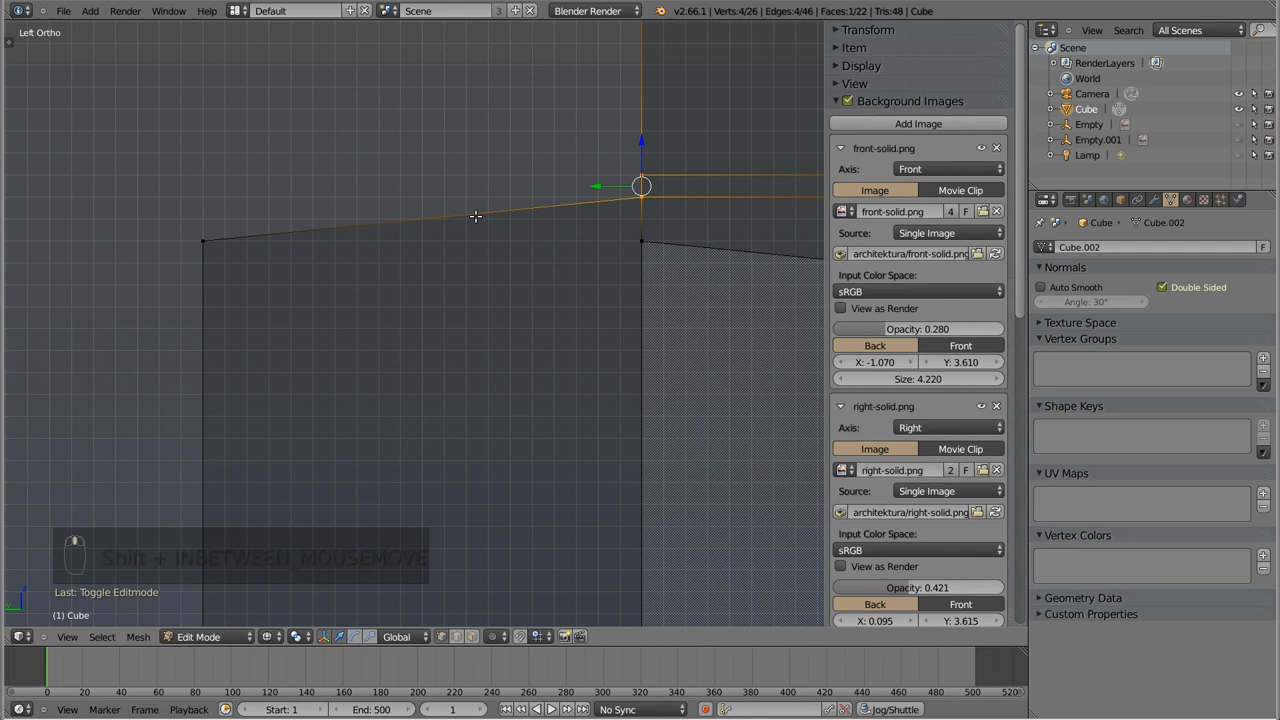 File Add Render Window Help Default Scene 3 Blender Render v2.66.1 | Verts:4/26 | Edges:4/46 | Faces:1/22 | Tris:48 | Cube
View Search All Scenes
Left Ortho
Transform
Item
Display
View
Background Images
Add Image
front-solid.png
Axis: Front
Image Movie Clip
front-solid.png 4 F
Source: Single Image
architektura/front-solid.png
Input Color Space:
sRGB
View as Render
Opacity: 0.280
Back Front
X: -1.070 Y: 3.610
Size: 4.220
right-solid.png
Axis: Right
Image Movie Clip
right-solid.png 2 F
Source: Single Image
architektura/right-solid.png
Input Color Space:
sRGB
View as Render
Opacity: 0.421
Back Front
X: 0.095 Y: 3.615
Scene
RenderLayers
World
Camera
Cube
Empty
Empty.001
Lamp
Cube Cube.002
Cube.002 F
Normals
Auto Smooth Double Sided
Angle: 30°
Texture Space
Vertex Groups
Shape Keys
UV Maps
Vertex Colors
Geometry Data
Custom Properties
Shift + INBETWEEN_MOUSEMOVE
Last: Toggle Editmode
z
y
(1) Cube
View Select Mesh Edit Mode Global
0 20 40 60 80 100 120 140 160 180 200 220 240 260 280 300 320 340 360 380 400 420 440 460 480 500 520
View Marker Frame Playback Start: 1 End: 500 1 No Sync Jog/Shuttle